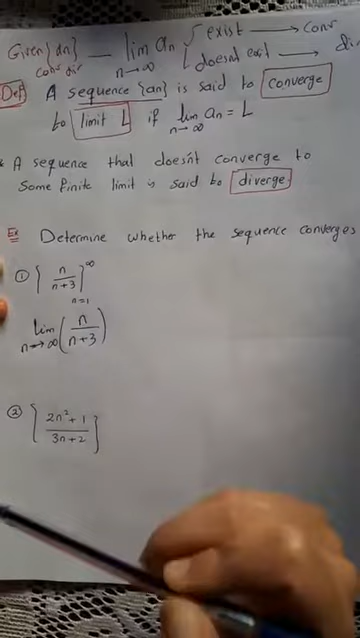 Given {an} — lim an { exist → conv
conv div n→∞ doesnt exist → di
Def A sequence {an} is said to converge
to limit L if lim an = L
n→∞
* A sequence that doesn't converge to
some finite limit is said to diverge.
Ex Determine whether the sequence converges
① { n/n+3 }∞ n=1
lim n→∞ ( n/n+3 )
② { 2n²+1/3n+2 }